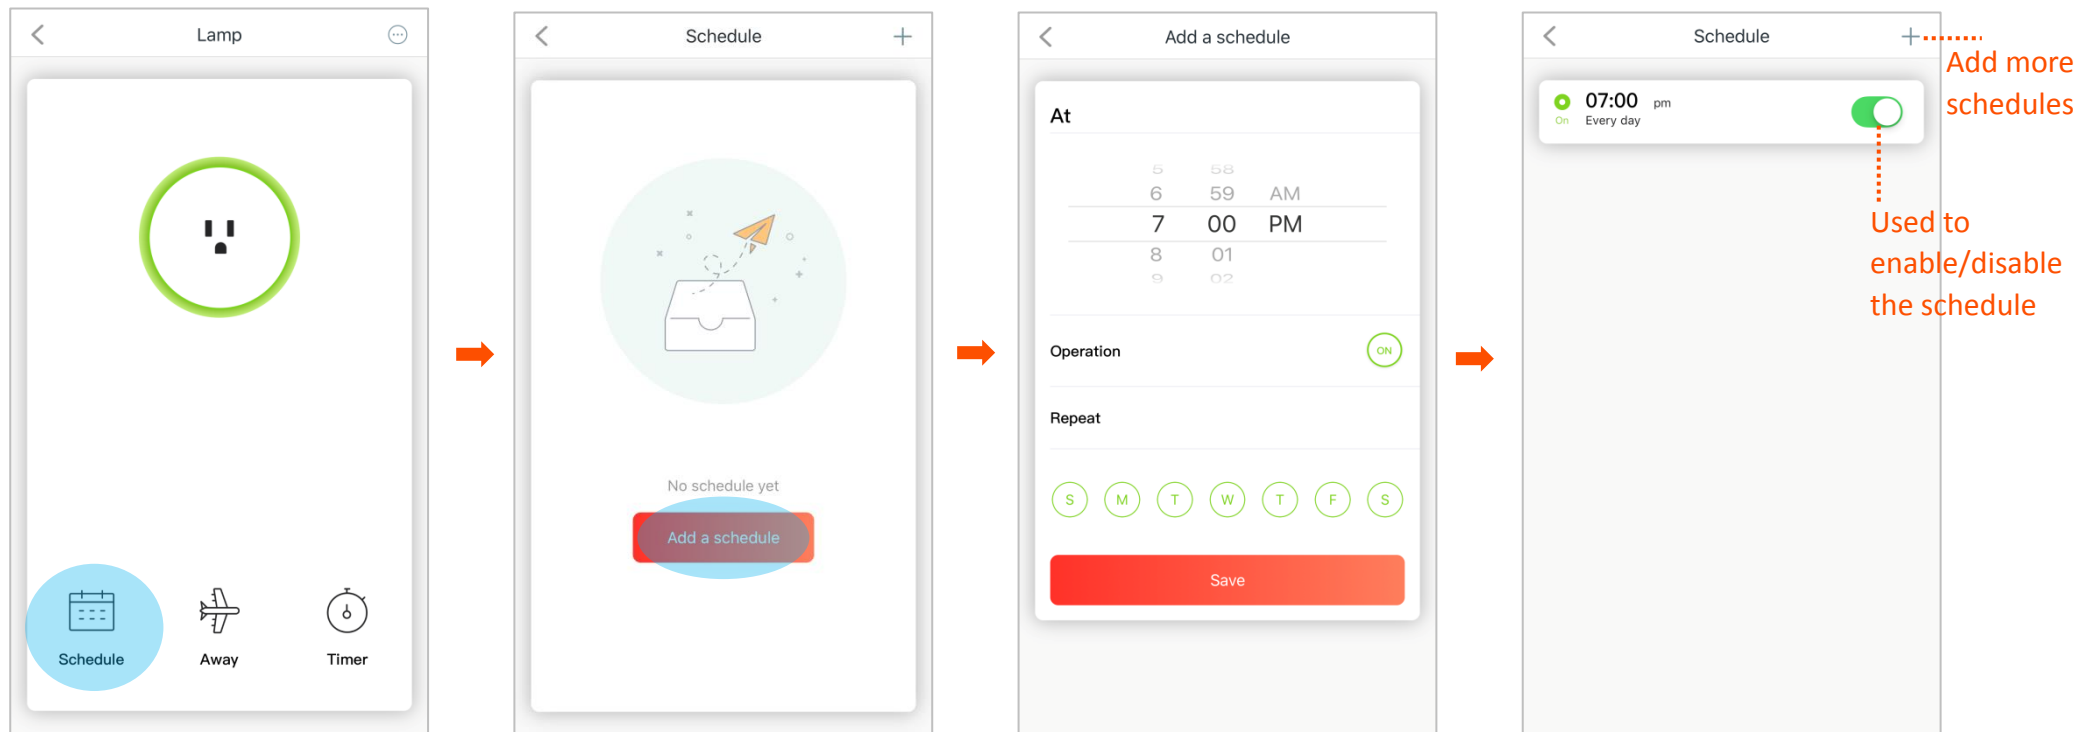 Lamp
Schedule
Away
Timer
Schedule
No schedule yet
Add a schedule
Add a schedule
At
5 58
6 59 AM
7 00 PM
8 01
9 02
Operation
ON
Repeat
S M T W T F S
Save
Schedule
Add more
schedules
07:00 pm
On Every day
Used to
enable/disable
the schedule